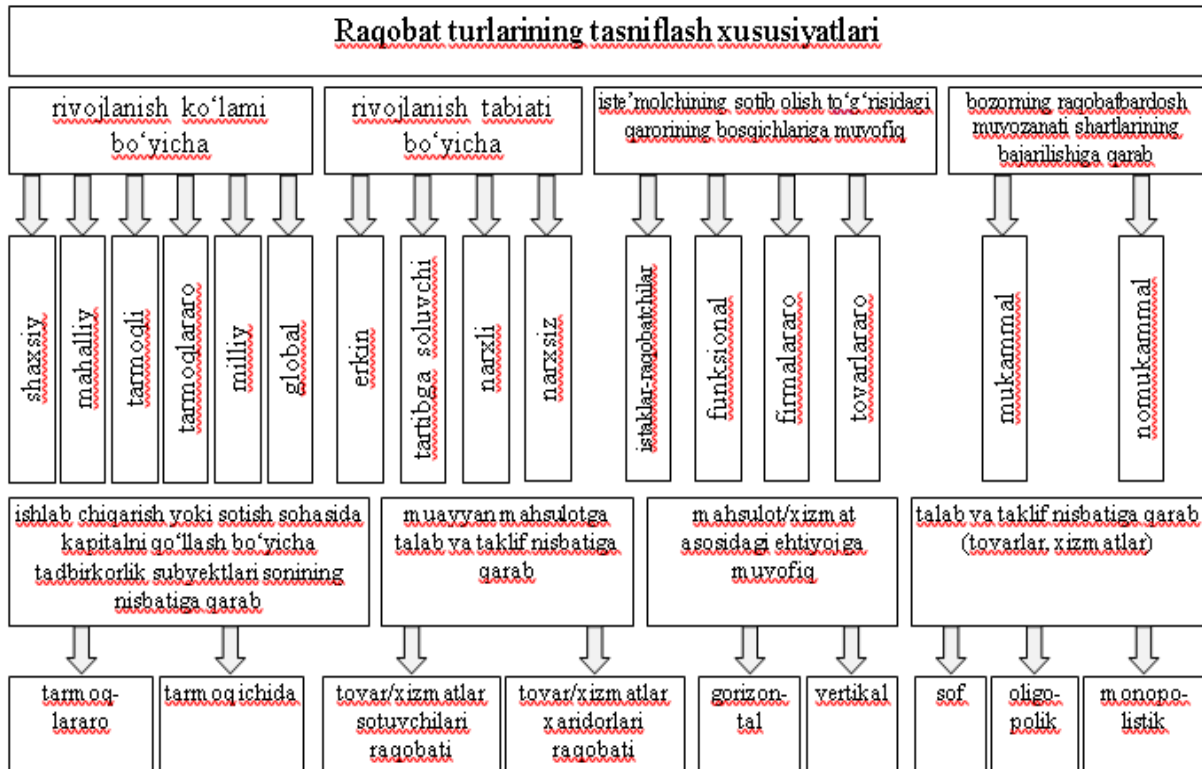 Raqobat turlarining tasniflash xususiyatlari
rivojlanish ko‘lami
bo‘yicha
rivojlanish tabiati
bo‘yicha
iste’molchining sotib olish to‘g‘risidagi
qarorining bosqichlariga muvofiq
bozorning raqobatbardosh
muvozanati shartlarining
bajarilishiga qarab
shaxsiy
mahalliy
tarmoqli
tarmoqlararo
milliy
global
erkin
tartibga soluvchi
narxli
narxsiz
istaklar-raqobatchilar
funksional
firmalararo
tovarlararo
mukammal
nomukammal
ishlab chiqarish yoki sotish sohasida
kapitalni qo‘llash bo‘yicha
tadbirkorlik subyektlari sonining
nisbatiga qarab
muayyan mahsulotga
talab va taklif nisbatiga
qarab
mahsulot/xizmat
asosidagi ehtiyojga
muvofiq
talab va taklif nisbatiga qarab
(tovarlar, xizmatlar)
tarmoq-
lararo
tarmoq ichida
tovar/xizmatlar
sotuvchilari
raqobati
tovar/xizmatlar
xaridorlari
raqobati
gorizon-
tal
vertikal
sof
oligo-
polik
monopo-
listik